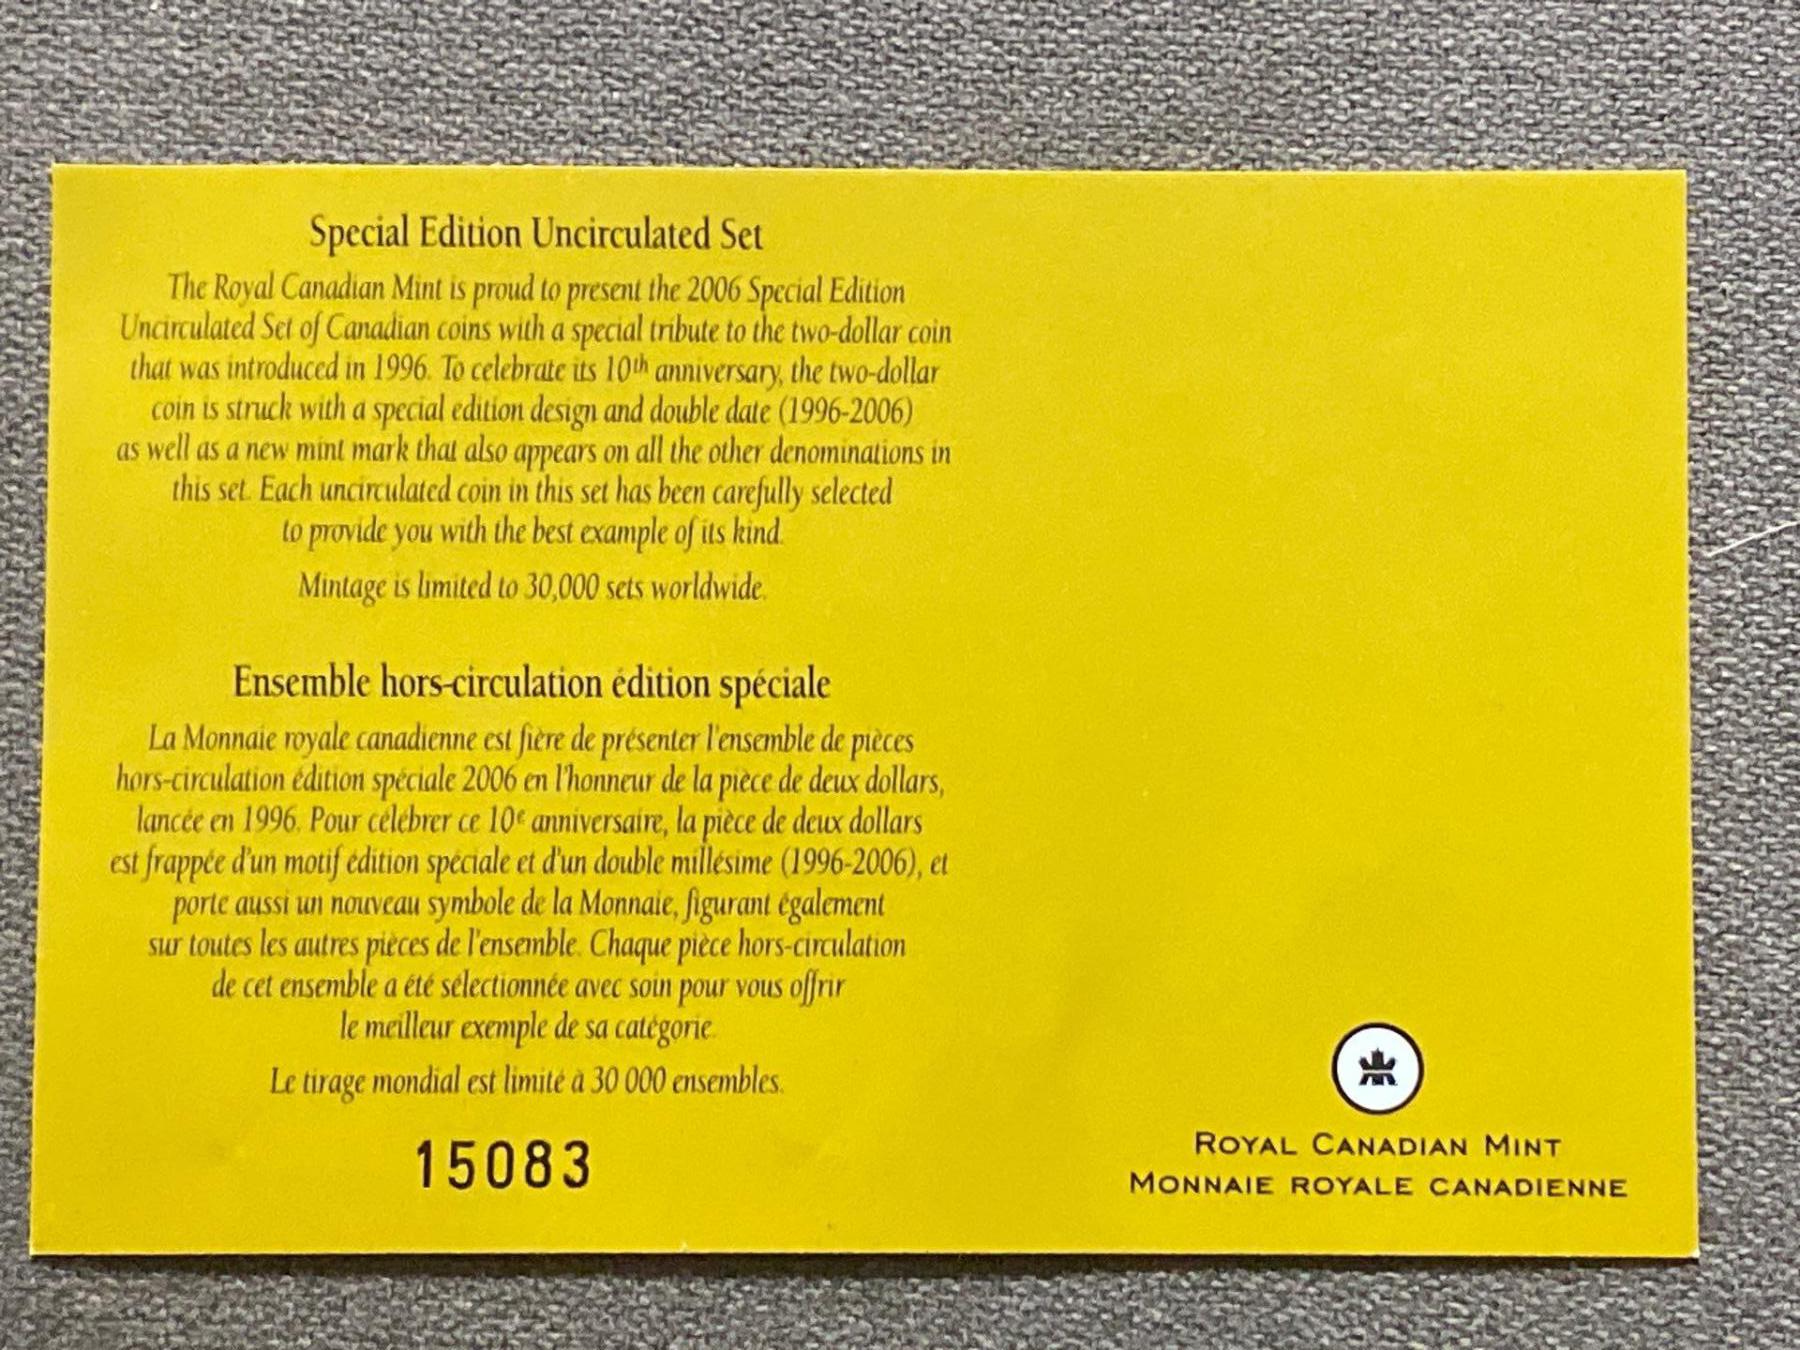 Special Edition Uncirculated Set
The Royal Canadian Mint is proud to present the 2006 Special Edition
Uncirculated Set of Canadian coins with a special tribute to the two-dollar coin
that was introduced in 1996. To celebrate its 10th anniversary, the two-dollar
coin is struck with a special edition design and double date (1996-2006)
as well as a new mint mark that also appears on all the other denominations in
this set. Each uncirculated coin in this set has been carefully selected
to provide you with the best example of its kind.
Mintage is limited to 30,000 sets worldwide.
Ensemble hors-circulation édition spéciale
La Monnaie royale canadienne est fière de présenter l'ensemble de pièces
hors-circulation édition spéciale 2006 en l'honneur de la pièce de deux dollars,
lancée en 1996. Pour célébrer ce 10e anniversaire, la pièce de deux dollars
est frappée d'un motif édition spéciale et d'un double millésime (1996-2006), et
porte aussi un nouveau symbole de la Monnaie, figurant également
sur toutes les autres pièces de l'ensemble. Chaque pièce hors-circulation
de cet ensemble a été sélectionnée avec soin pour vous offrir
le meilleur exemple de sa catégorie.
Le tirage mondial est limité à 30 000 ensembles.
15083
ROYAL CANADIAN MINT
MONNAIE ROYALE CANADIENNE